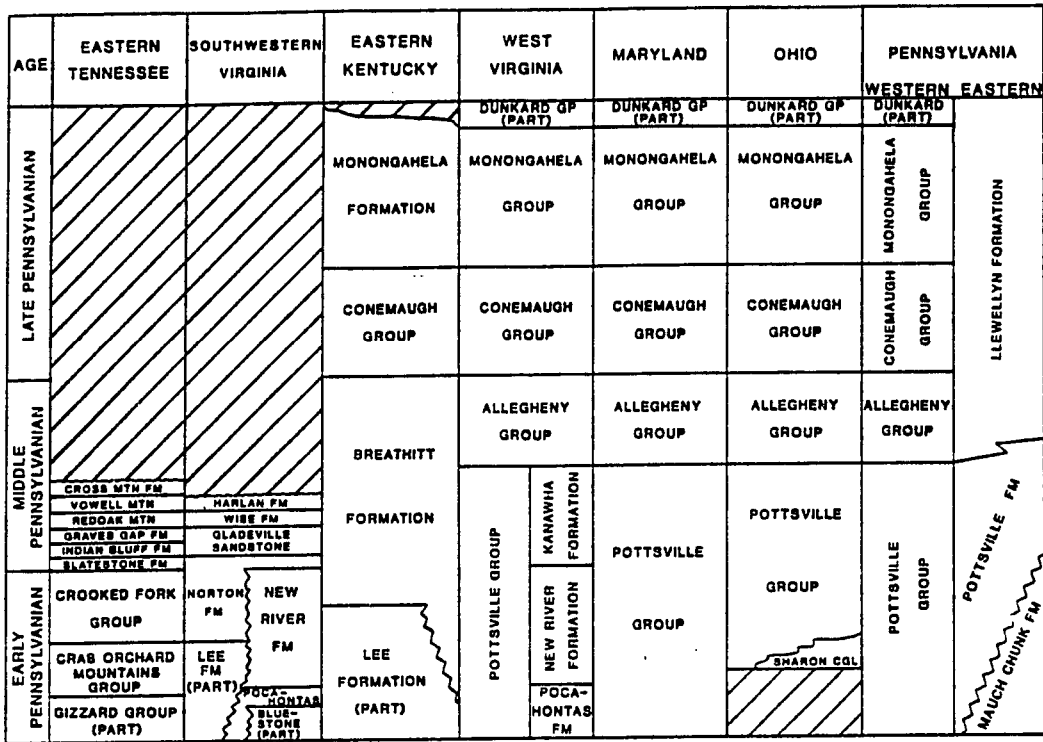 AGE
EASTERN
TENNESSEE
SOUTHWESTERN
VIRGINIA
EASTERN
KENTUCKY
WEST
VIRGINIA
MARYLAND
OHIO
PENNSYLVANIA
WESTERN EASTERN
LATE PENNSYLVANIAN
MIDDLE
PENNSYLVANIAN
EARLY
PENNSYLVANIAN
CROSS MTN FM
VOWELL MTN
REDOAK MTN
GRAVES GAP FM
INDIAN BLUFF FM
SLATESTONE FM
CROOKED FORK
GROUP
CRAB ORCHARD
MOUNTAINS
GROUP
GIZZARD GROUP
(PART)
HARLAN FM
WISE FM
GLADEVILLE
SANDSTONE
NORTON
FM
LEE
FM
(PART)
NEW
RIVER
FM
POCA-
HONTAS
BLUE-
STONE
(PART)
MONONGAHELA
FORMATION
CONEMAUGH
GROUP
BREATHITT
FORMATION
LEE
FORMATION
(PART)
DUNKARD GP
(PART)
MONONGAHELA
GROUP
CONEMAUGH
GROUP
ALLEGHENY
GROUP
POTTSVILLE GROUP
KANAWHA
FORMATION
NEW RIVER
FORMATION
POCA-
HONTAS
FM
DUNKARD GP
(PART)
MONONGAHELA
GROUP
CONEMAUGH
GROUP
ALLEGHENY
GROUP
POTTSVILLE
GROUP
DUNKARD GP
(PART)
MONONGAHELA
GROUP
CONEMAUGH
GROUP
ALLEGHENY
GROUP
POTTSVILLE
GROUP
SHARON CGL
DUNKARD
(PART)
MONONGAHELA
GROUP
CONEMAUGH
GROUP
ALLEGHENY
GROUP
POTTSVILLE
GROUP
LLEWELLYN FORMATION
POTTSVILLE FM
MAUCH CHUNK FM